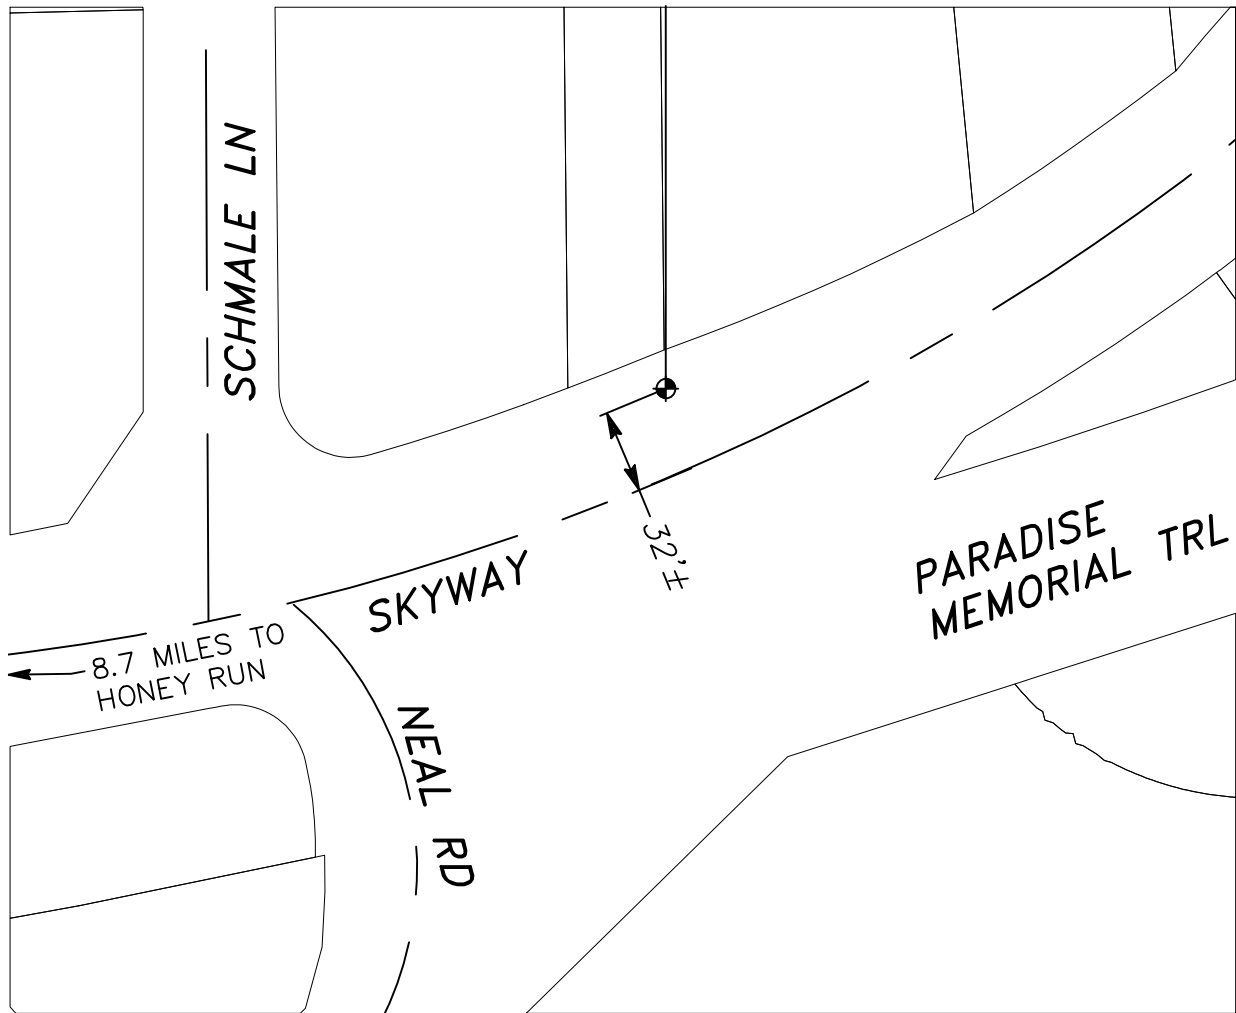 SCHMALE LN
32'±
PARADISE
MEMORIAL TRL
SKYWAY
8.7 MILES TO
HONEY RUN
NEAL RD